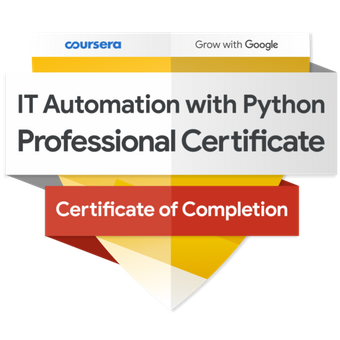 coursera
Grow with Google
IT Automation with Python
Professional Certificate
Certificate of Completion